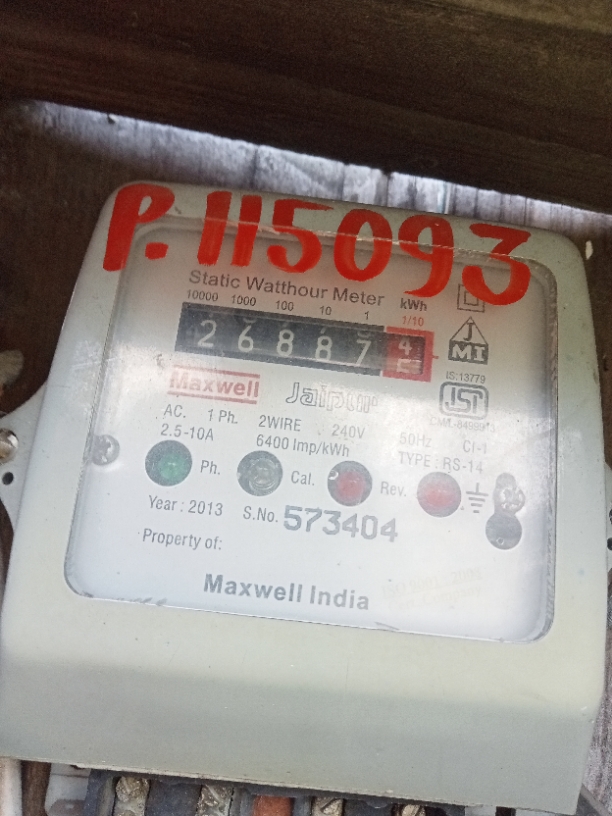 P. 115093
Static Watthour Meter
10000 1000 100 10 1 kWh 1/10
2 6 8 8 7 4
JMI
Maxwell Jaipur
IS:13779
ISI
AC. 1 Ph. 2WIRE 240V 50Hz Cl-1
2.5-10A 6400 Imp/kWh TYPE : RS-14
Ph. Cal. Rev.
Year : 2013 S.No. 573404
Property of:
Maxwell India